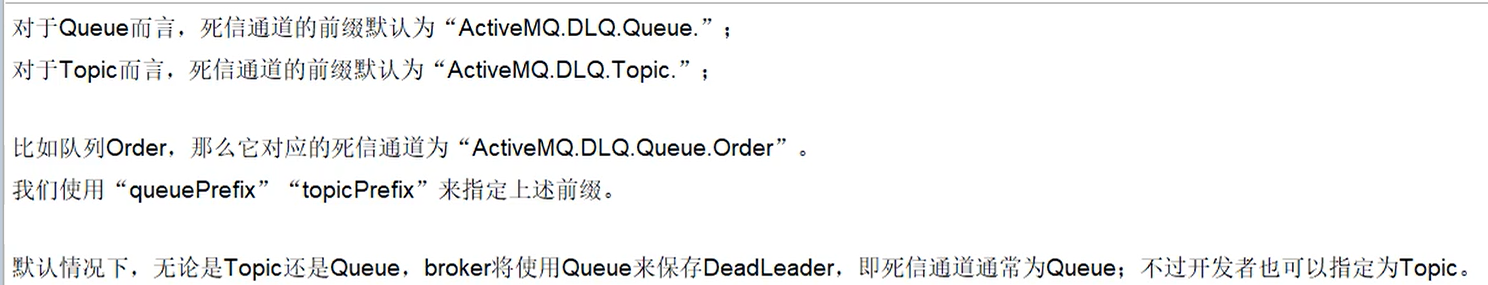 对于Queue而言，死信通道的前缀默认为“ActiveMQ.DLQ.Queue.”；
对于Topic而言，死信通道的前缀默认为“ActiveMQ.DLQ.Topic.”；
比如队列Order，那么它对应的死信通道为“ActiveMQ.DLQ.Queue.Order”。
我们使用“queuePrefix”“topicPrefix”来指定上述前缀。
默认情况下，无论是Topic还是Queue，broker将使用Queue来保存DeadLeader，即死信通道通常为Queue；不过开发者也可以指定为Topic。